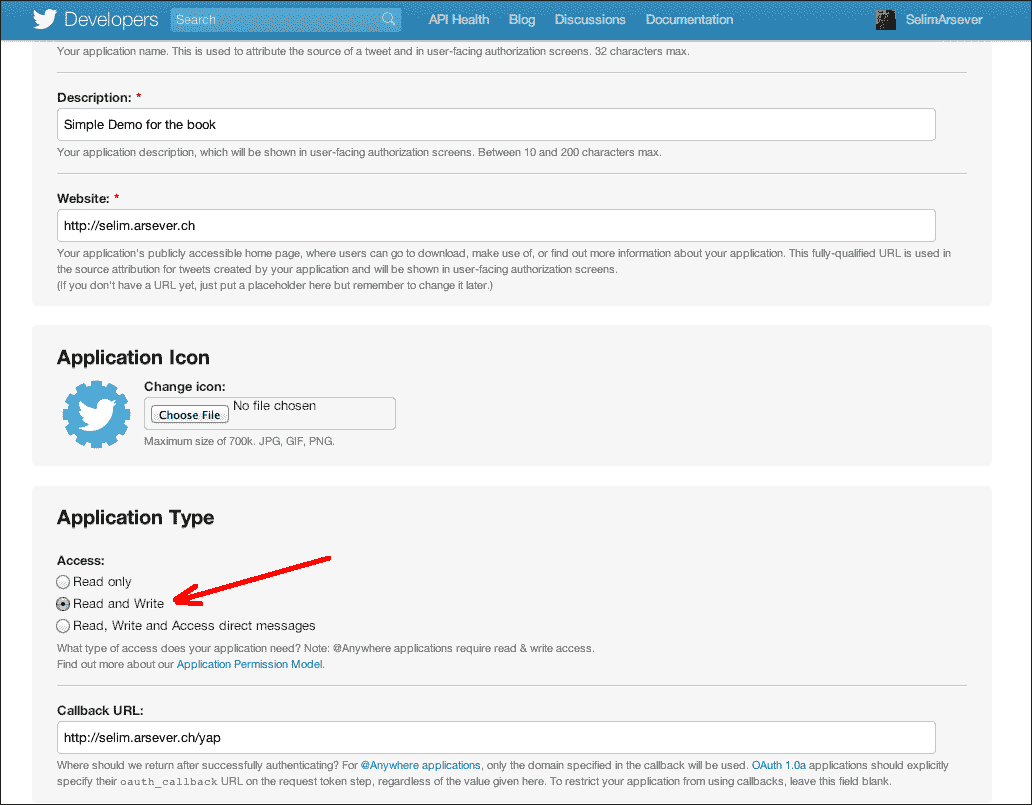 Developers Search API Health Blog Discussions Documentation SelimArsever
Your application name. This is used to attribute the source of a tweet and in user-facing authorization screens. 32 characters max.
Description: *
Simple Demo for the book
Your application description, which will be shown in user-facing authorization screens. Between 10 and 200 characters max.
Website: *
http://selim.arsever.ch
Your application's publicly accessible home page, where users can go to download, make use of, or find out more information about your application. This fully-qualified URL is used in
the source attribution for tweets created by your application and will be shown in user-facing authorization screens.
(If you don't have a URL yet, just put a placeholder here but remember to change it later.)
Application Icon
Change icon:
Choose File No file chosen
Maximum size of 700k. JPG, GIF, PNG.
Application Type
Access:
Read only
Read and Write
Read, Write and Access direct messages
What type of access does your application need? Note: @Anywhere applications require read & write access.
Find out more about our Application Permission Model.
Callback URL:
http://selim.arsever.ch/yap
Where should we return after successfully authenticating? For @Anywhere applications, only the domain specified in the callback will be used. OAuth 1.0a applications should explicitly
specify their oauth_callback URL on the request token step, regardless of the value given here. To restrict your application from using callbacks, leave this field blank.